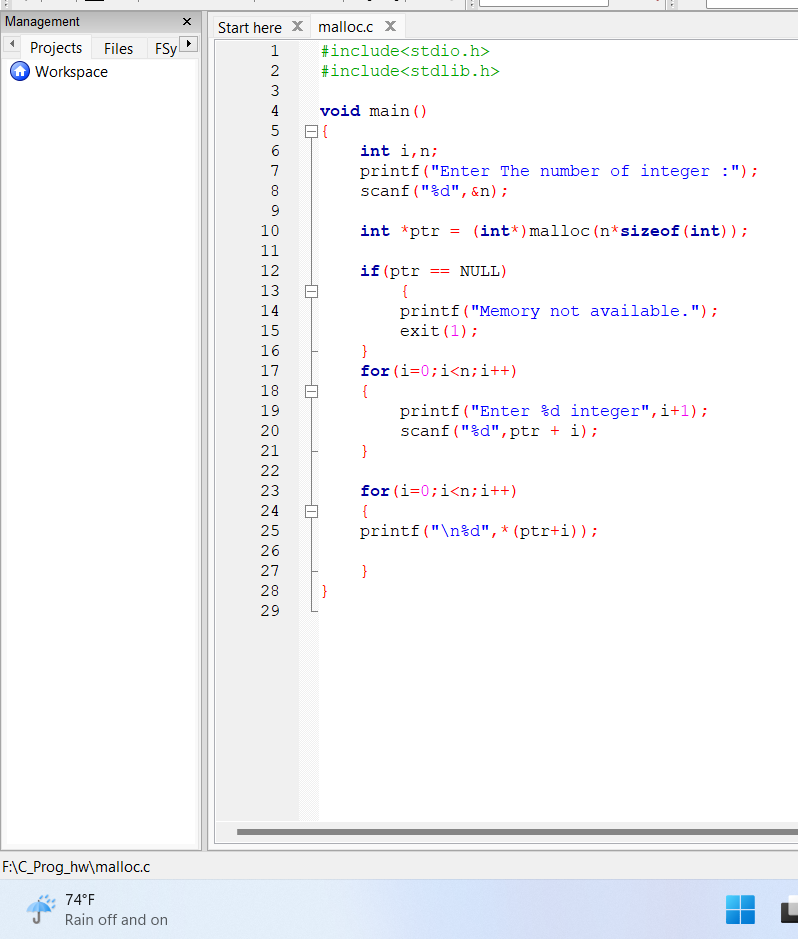 Management
Start here
malloc.c
Projects Files FSy
Workspace
1 #include<stdio.h>
2 #include<stdlib.h>
3
4 void main()
5 {
6     int i,n;
7     printf("Enter The number of integer :");
8     scanf("%d",&n);
9
10     int *ptr = (int*)malloc(n*sizeof(int));
11
12     if(ptr == NULL)
13         {
14         printf("Memory not available.");
15         exit(1);
16     }
17     for(i=0;i<n;i++)
18     {
19         printf("Enter %d integer",i+1);
20         scanf("%d",ptr + i);
21     }
22
23     for(i=0;i<n;i++)
24     {
25     printf("\n%d",*(ptr+i));
26
27     }
28 }
29
F:\C_Prog_hw\malloc.c
74°F
Rain off and on